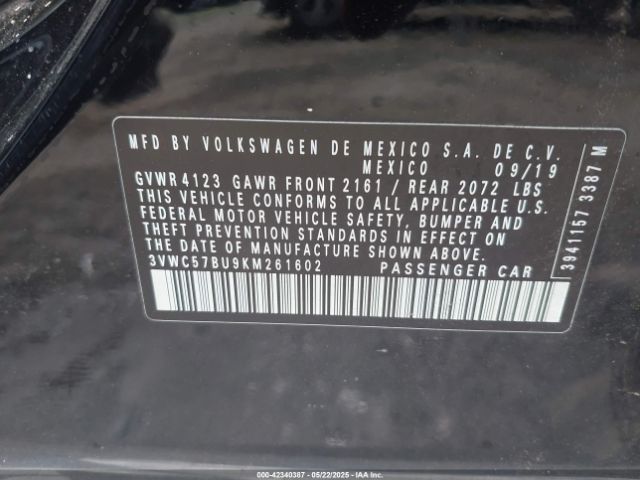 MFD BY VOLKSWAGEN DE MEXICO S.A. DE C.V.
MEXICO 09/19
GVWR 4123 GAWR FRONT 2161 / REAR 2072 LBS
THIS VEHICLE CONFORMS TO ALL APPLICABLE U.S.
FEDERAL MOTOR VEHICLE SAFETY, BUMPER AND
THEFT PREVENTION STANDARDS IN EFFECT ON
THE DATE OF MANUFACTURE SHOWN ABOVE.
3VWC57BU9KM261602 PASSENGER CAR
3941157 3387 M
000-42340387 - 05/22/2025 - IAA Inc.